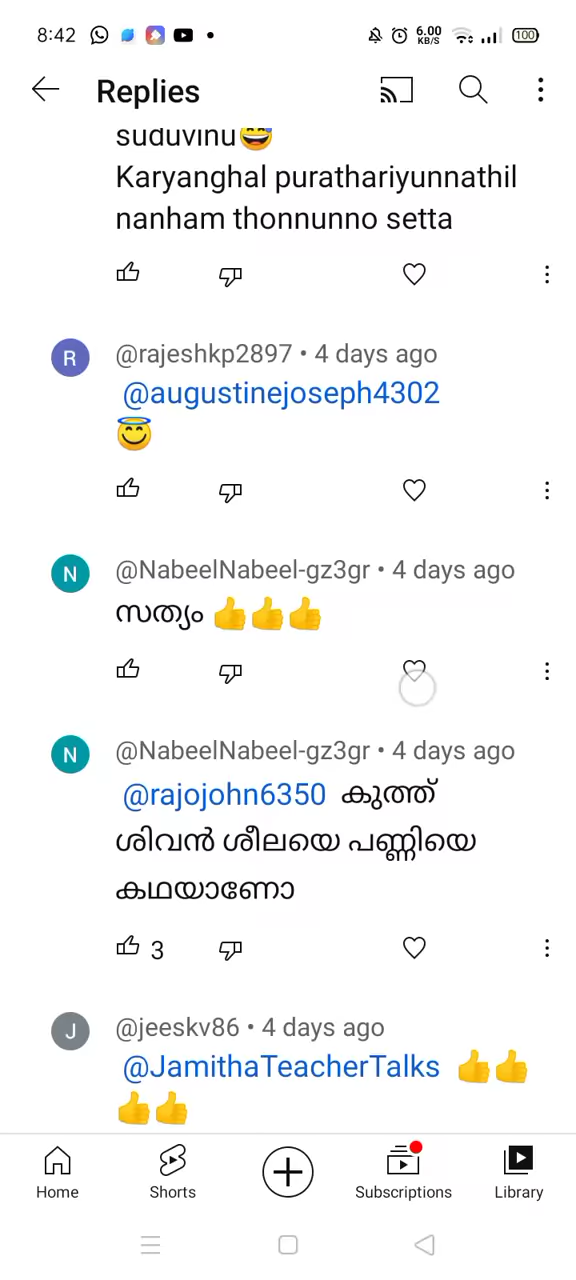 8:42 6.00 KB/S 100
Replies
suduvinu😅
Karyanghal purathariyunnathil
nanham thonnunno setta
R @rajeshkp2897 • 4 days ago
@augustinejoseph4302
😇
N @NabeelNabeel-gz3gr • 4 days ago
സത്യം 👍👍👍
N @NabeelNabeel-gz3gr • 4 days ago
@rajojohn6350 കുത്ത്
ശിവൻ ശീലയെ പണ്ണിയെ
കഥയാണോ
3
J @jeeskv86 • 4 days ago
@JamithaTeacherTalks 👍👍
👍👍
Home Shorts Subscriptions Library